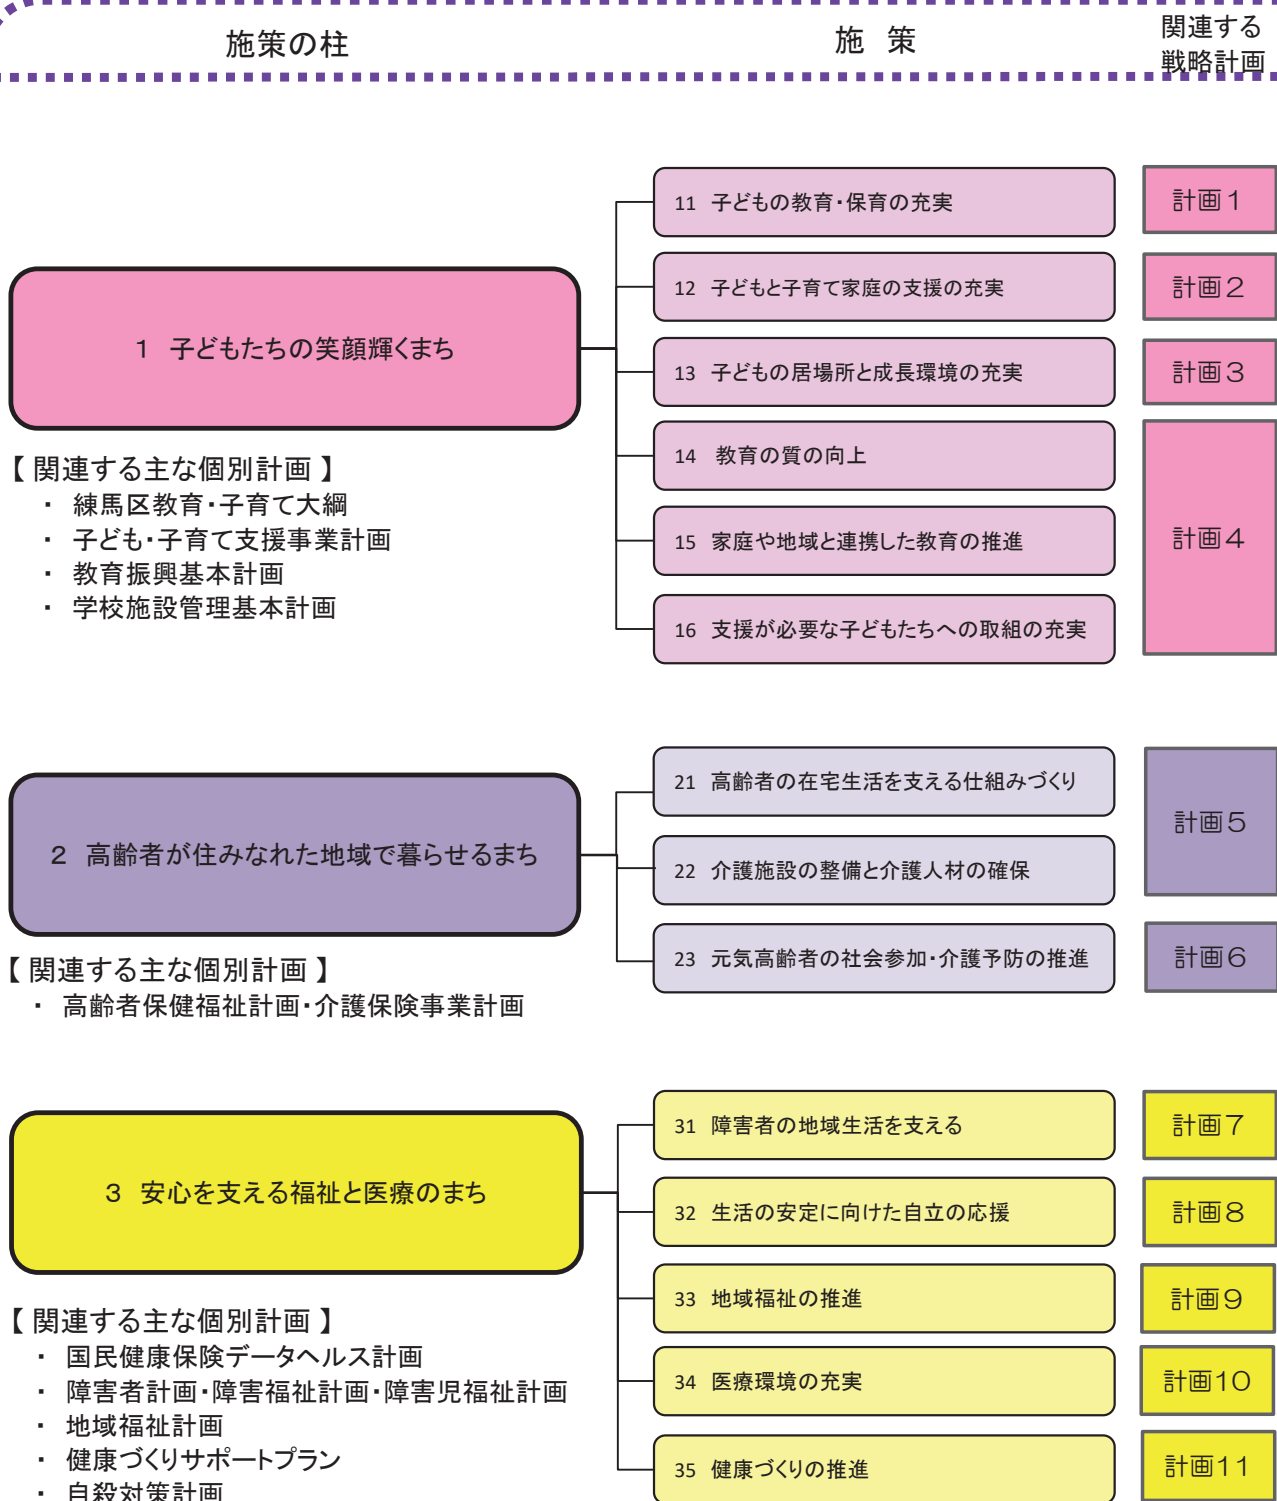 施策の柱
施 策
関連する
戦略計画
1 子どもたちの笑顔輝くまち
【 関連する主な個別計画 】
・ 練馬区教育・子育て大綱
・ 子ども・子育て支援事業計画
・ 教育振興基本計画
・ 学校施設管理基本計画
11 子どもの教育・保育の充実
12 子どもと子育て家庭の支援の充実
13 子どもの居場所と成長環境の充実
14 教育の質の向上
15 家庭や地域と連携した教育の推進
16 支援が必要な子どもたちへの取組の充実
計画1
計画2
計画3
計画4
2 高齢者が住みなれた地域で暮らせるまち
【 関連する主な個別計画 】
・ 高齢者保健福祉計画・介護保険事業計画
21 高齢者の在宅生活を支える仕組みづくり
22 介護施設の整備と介護人材の確保
23 元気高齢者の社会参加・介護予防の推進
計画5
計画6
3 安心を支える福祉と医療のまち
【 関連する主な個別計画 】
・ 国民健康保険データヘルス計画
・ 障害者計画・障害福祉計画・障害児福祉計画
・ 地域福祉計画
・ 健康づくりサポートプラン
・ 自殺対策計画
31 障害者の地域生活を支える
32 生活の安定に向けた自立の応援
33 地域福祉の推進
34 医療環境の充実
35 健康づくりの推進
計画7
計画8
計画9
計画10
計画11